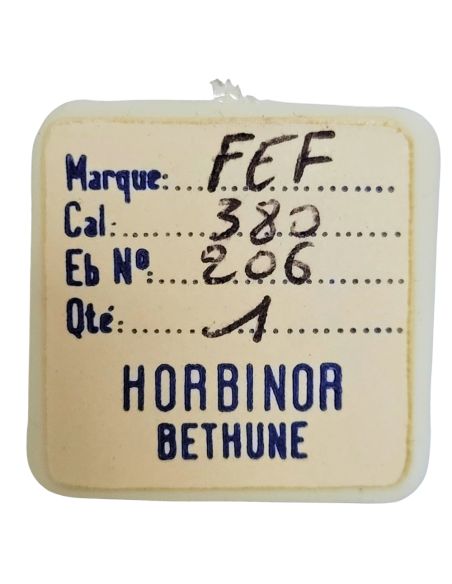 Marque: FEF
Cal: 380
Eb Nº: 206
Qté: 1
HORBINOR
BETHUNE